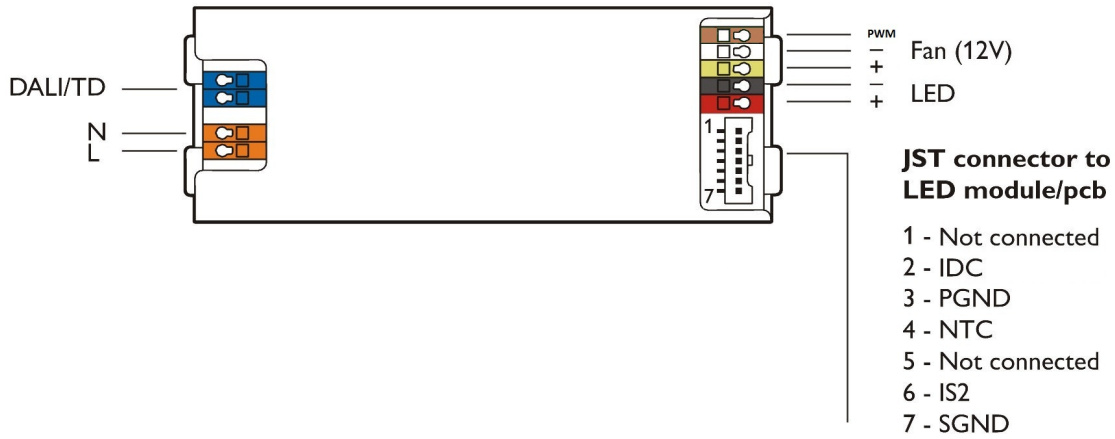 DALI/TD
N
L
PWM
–
+
Fan (12V)
–
+
LED
1
7
JST connector to
LED module/pcb
1 - Not connected
2 - IDC
3 - PGND
4 - NTC
5 - Not connected
6 - IS2
7 - SGND